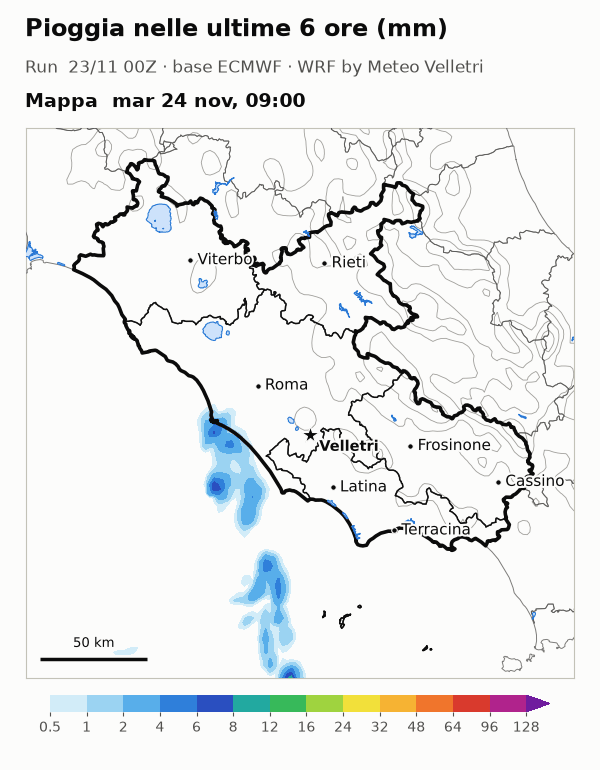 Pioggia nelle ultime 6 ore (mm)
Run 23/11 00Z · base ECMWF · WRF by Meteo Velletri
Mappa mar 24 nov, 09:00
Viterbo
Rieti
Roma
Velletri
Frosinone
Latina
Cassino
Terracina
50 km
0.5 1 2 4 6 8 12 16 24 32 48 64 96 128